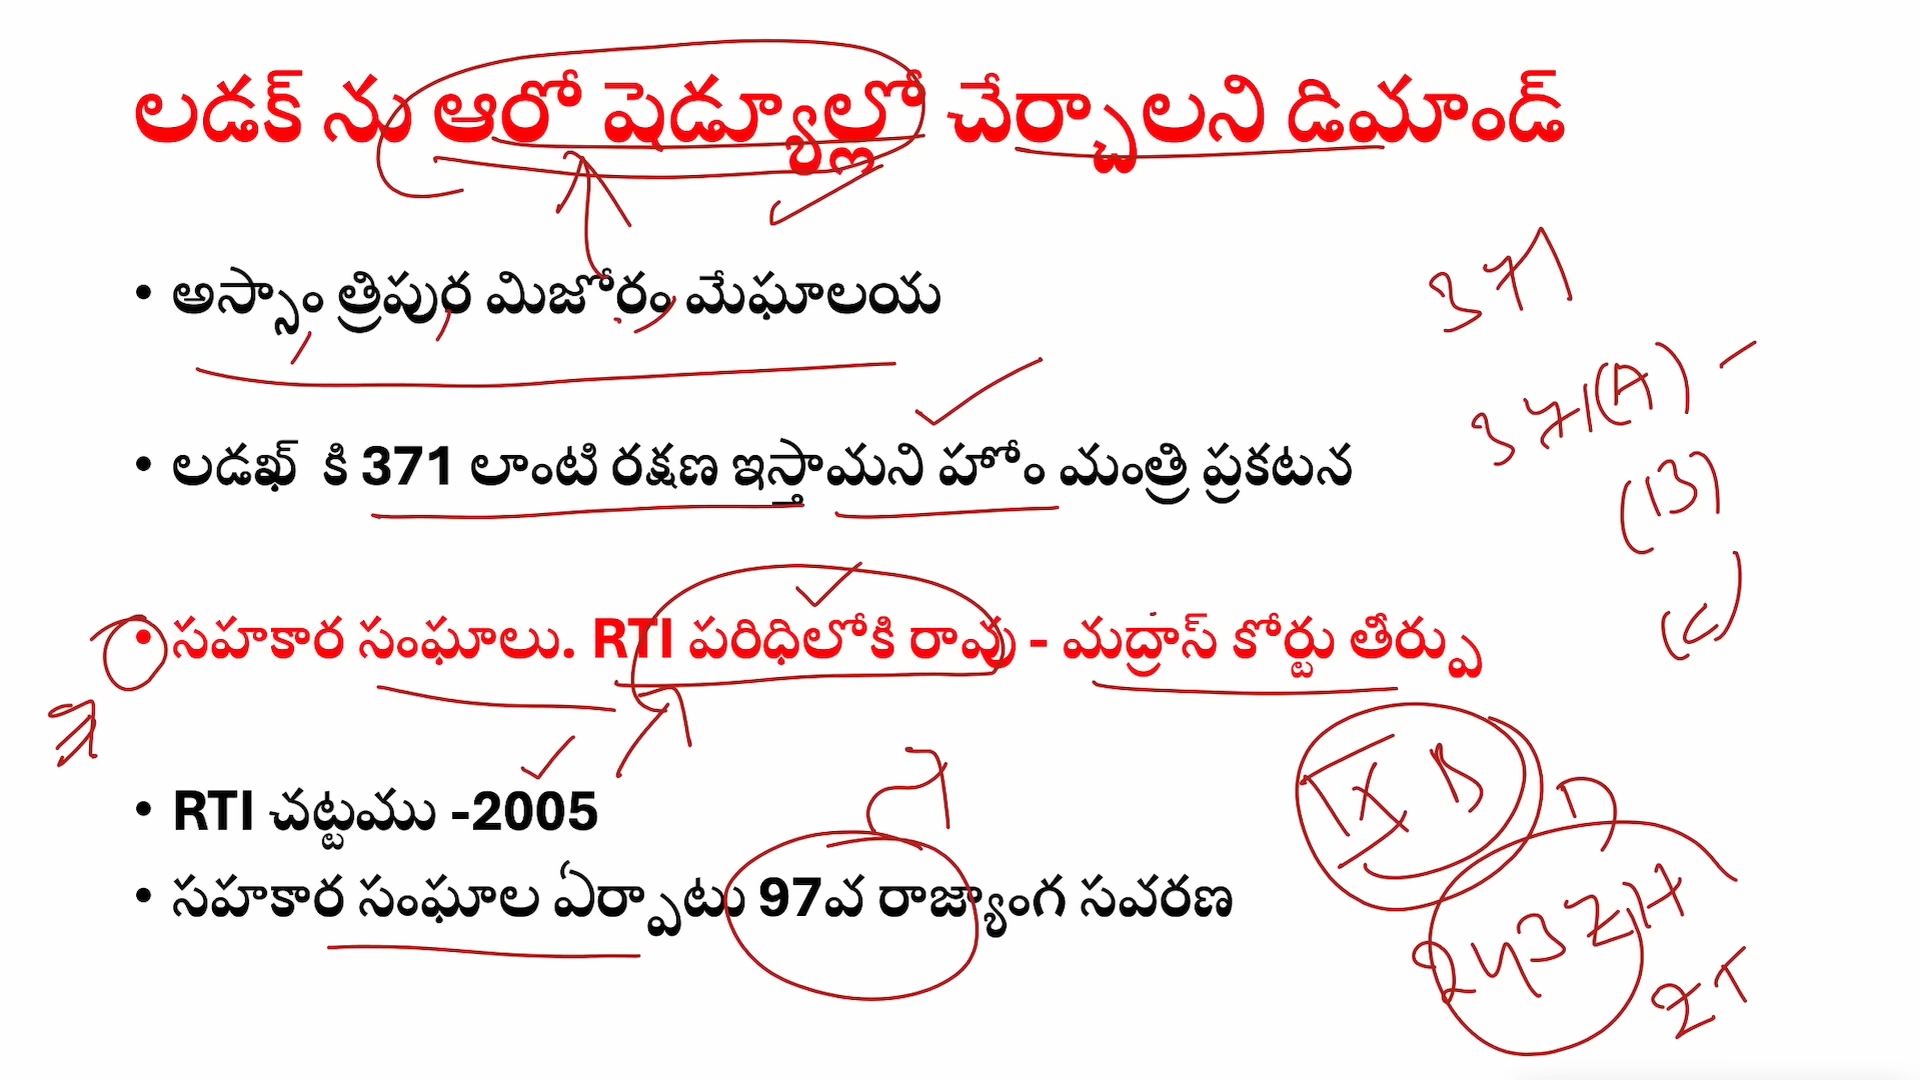 లడక్ ను ఆరో షెడ్యూల్లో చేర్చాలని డిమాండ్
• అస్సాం త్రిపుర మిజోరం మేఘాలయ
371
371(A) -
• లడఖ్ కి 371 లాంటి రక్షణ ఇస్తామని హోం మంత్రి ప్రకటన
(B)
(C)
• సహకార సంఘాలు. RTI పరిధిలోకి రావు - మద్రాస్ కోర్టు తీర్పు
IX B
• RTI చట్టము -2005
• సహకార సంఘాల ఏర్పాటు 97వ రాజ్యాంగ సవరణ
243ZH
ZT